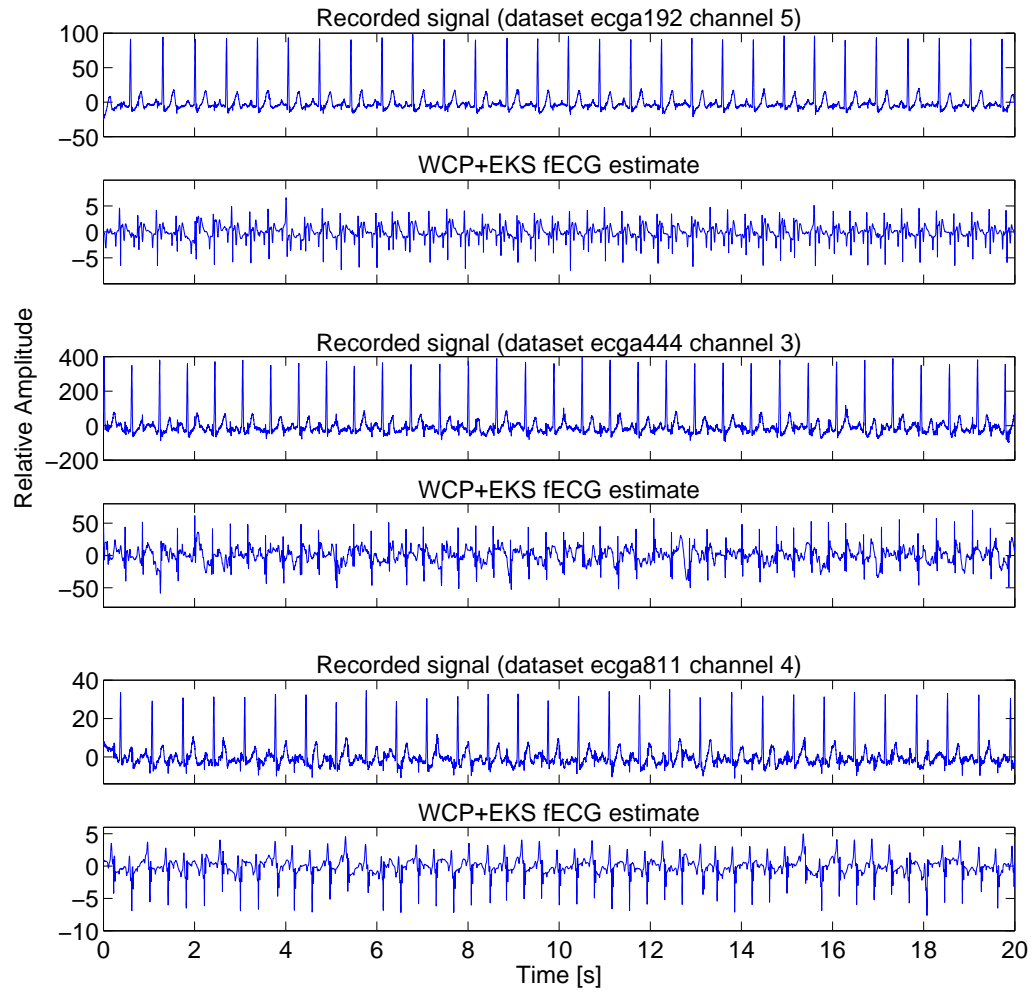 Recorded signal (dataset ecga192 channel 5)
100
50
0
−50
WCP+EKS fECG estimate
5
0
−5
Relative Amplitude
Recorded signal (dataset ecga444 channel 3)
400
200
0
−200
WCP+EKS fECG estimate
50
0
−50
Recorded signal (dataset ecga811 channel 4)
40
20
0
WCP+EKS fECG estimate
5
0
−5
−10
0 2 4 6 8 10 12 14 16 18 20
Time [s]